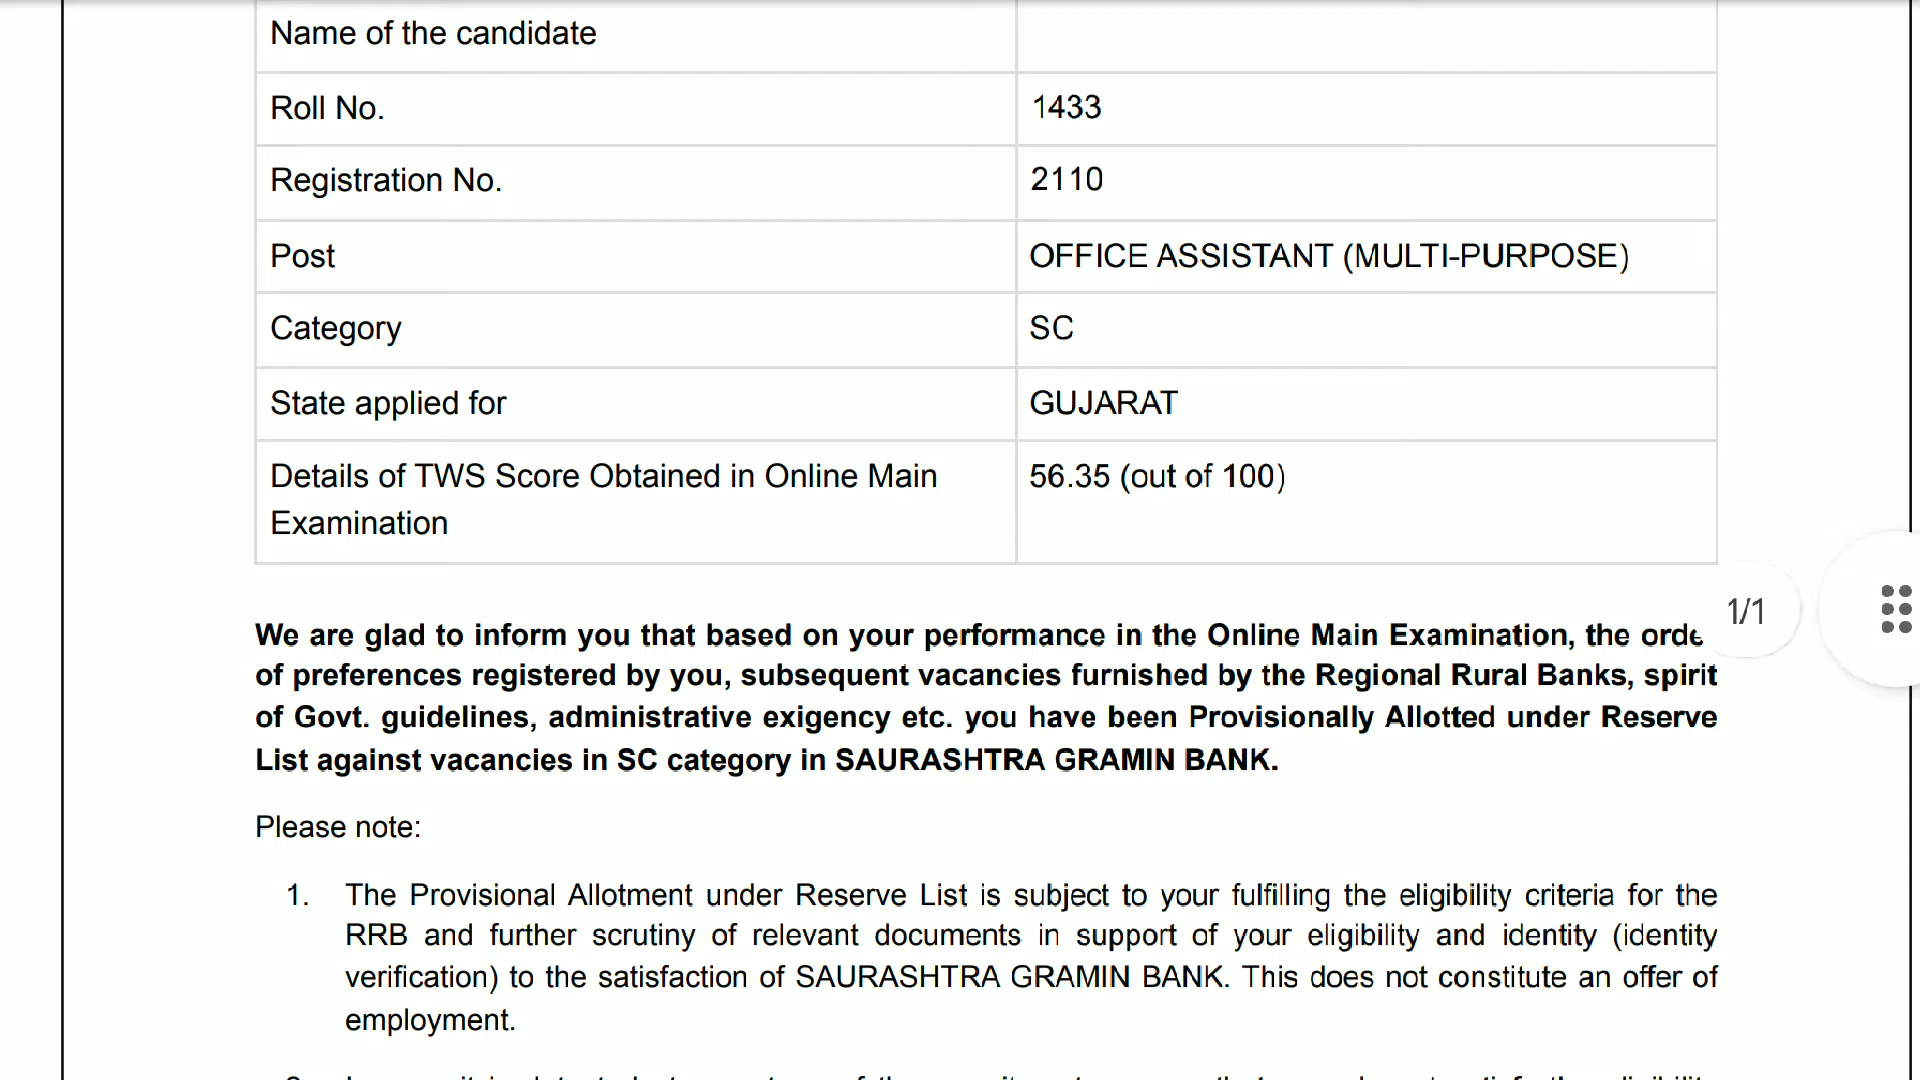 Name of the candidate
Roll No. 1433
Registration No. 2110
Post OFFICE ASSISTANT (MULTI-PURPOSE)
Category SC
State applied for GUJARAT
Details of TWS Score Obtained in Online Main 56.35 (out of 100)
Examination
We are glad to inform you that based on your performance in the Online Main Examination, the orde
of preferences registered by you, subsequent vacancies furnished by the Regional Rural Banks, spirit
of Govt. guidelines, administrative exigency etc. you have been Provisionally Allotted under Reserve
List against vacancies in SC category in SAURASHTRA GRAMIN BANK.
1/1
Please note:
1. The Provisional Allotment under Reserve List is subject to your fulfilling the eligibility criteria for the
RRB and further scrutiny of relevant documents in support of your eligibility and identity (identity
verification) to the satisfaction of SAURASHTRA GRAMIN BANK. This does not constitute an offer of
employment.